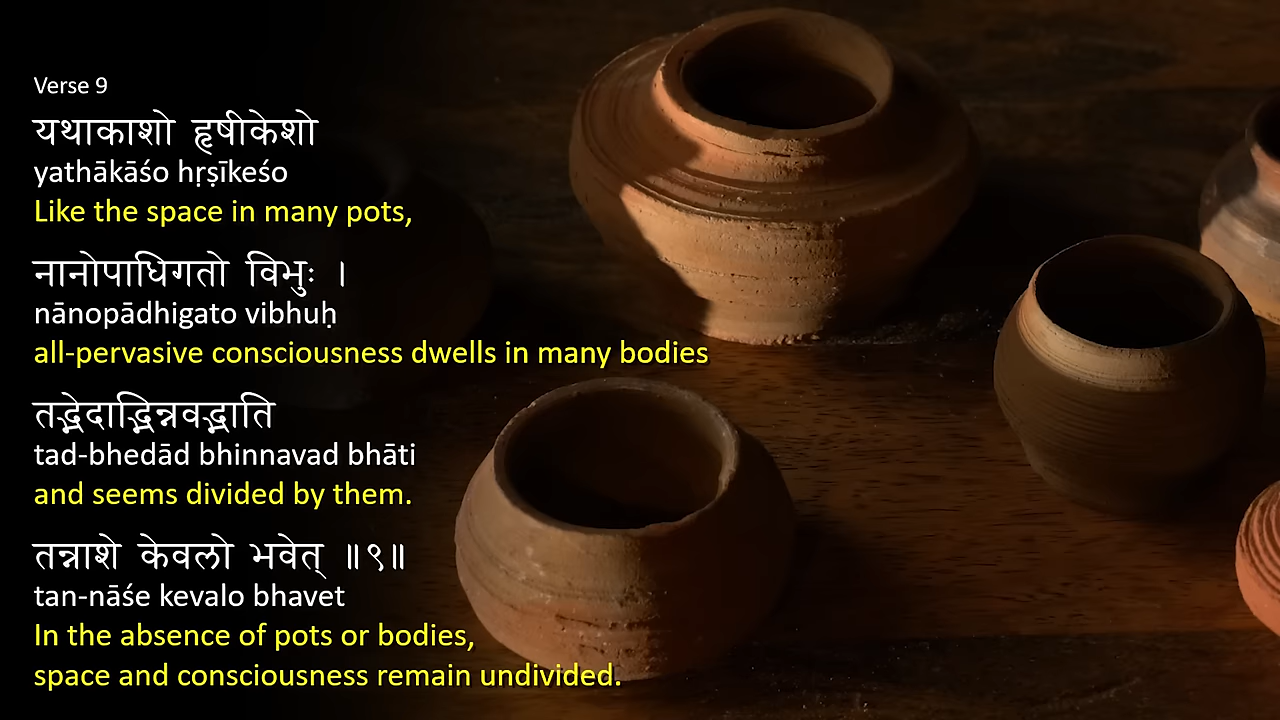 Verse 9
यथाकाशो हृषीकेशो
yathākāśo hṛṣīkeśo
Like the space in many pots,
नानोपाधिगतो विभुः ।
nānopādhigato vibhuḥ
all-pervasive consciousness dwells in many bodies
तद्भेदाद्भिन्नवद्भाति
tad-bhedād bhinnavad bhāti
and seems divided by them.
तन्नाशे केवलो भवेत् ॥९॥
tan-nāśe kevalo bhavet
In the absence of pots or bodies,
space and consciousness remain undivided.